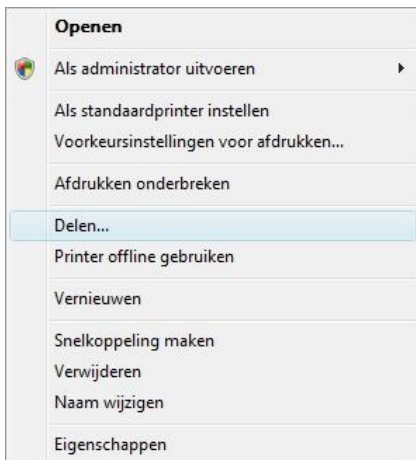 Openen
Als administrator uitvoeren
Als standaardprinter instellen
Voorkeursinstellingen voor afdrukken...
Afdrukken onderbreken
Delen...
Printer offline gebruiken
Vernieuwen
Snelkoppeling maken
Verwijderen
Naam wijzigen
Eigenschappen